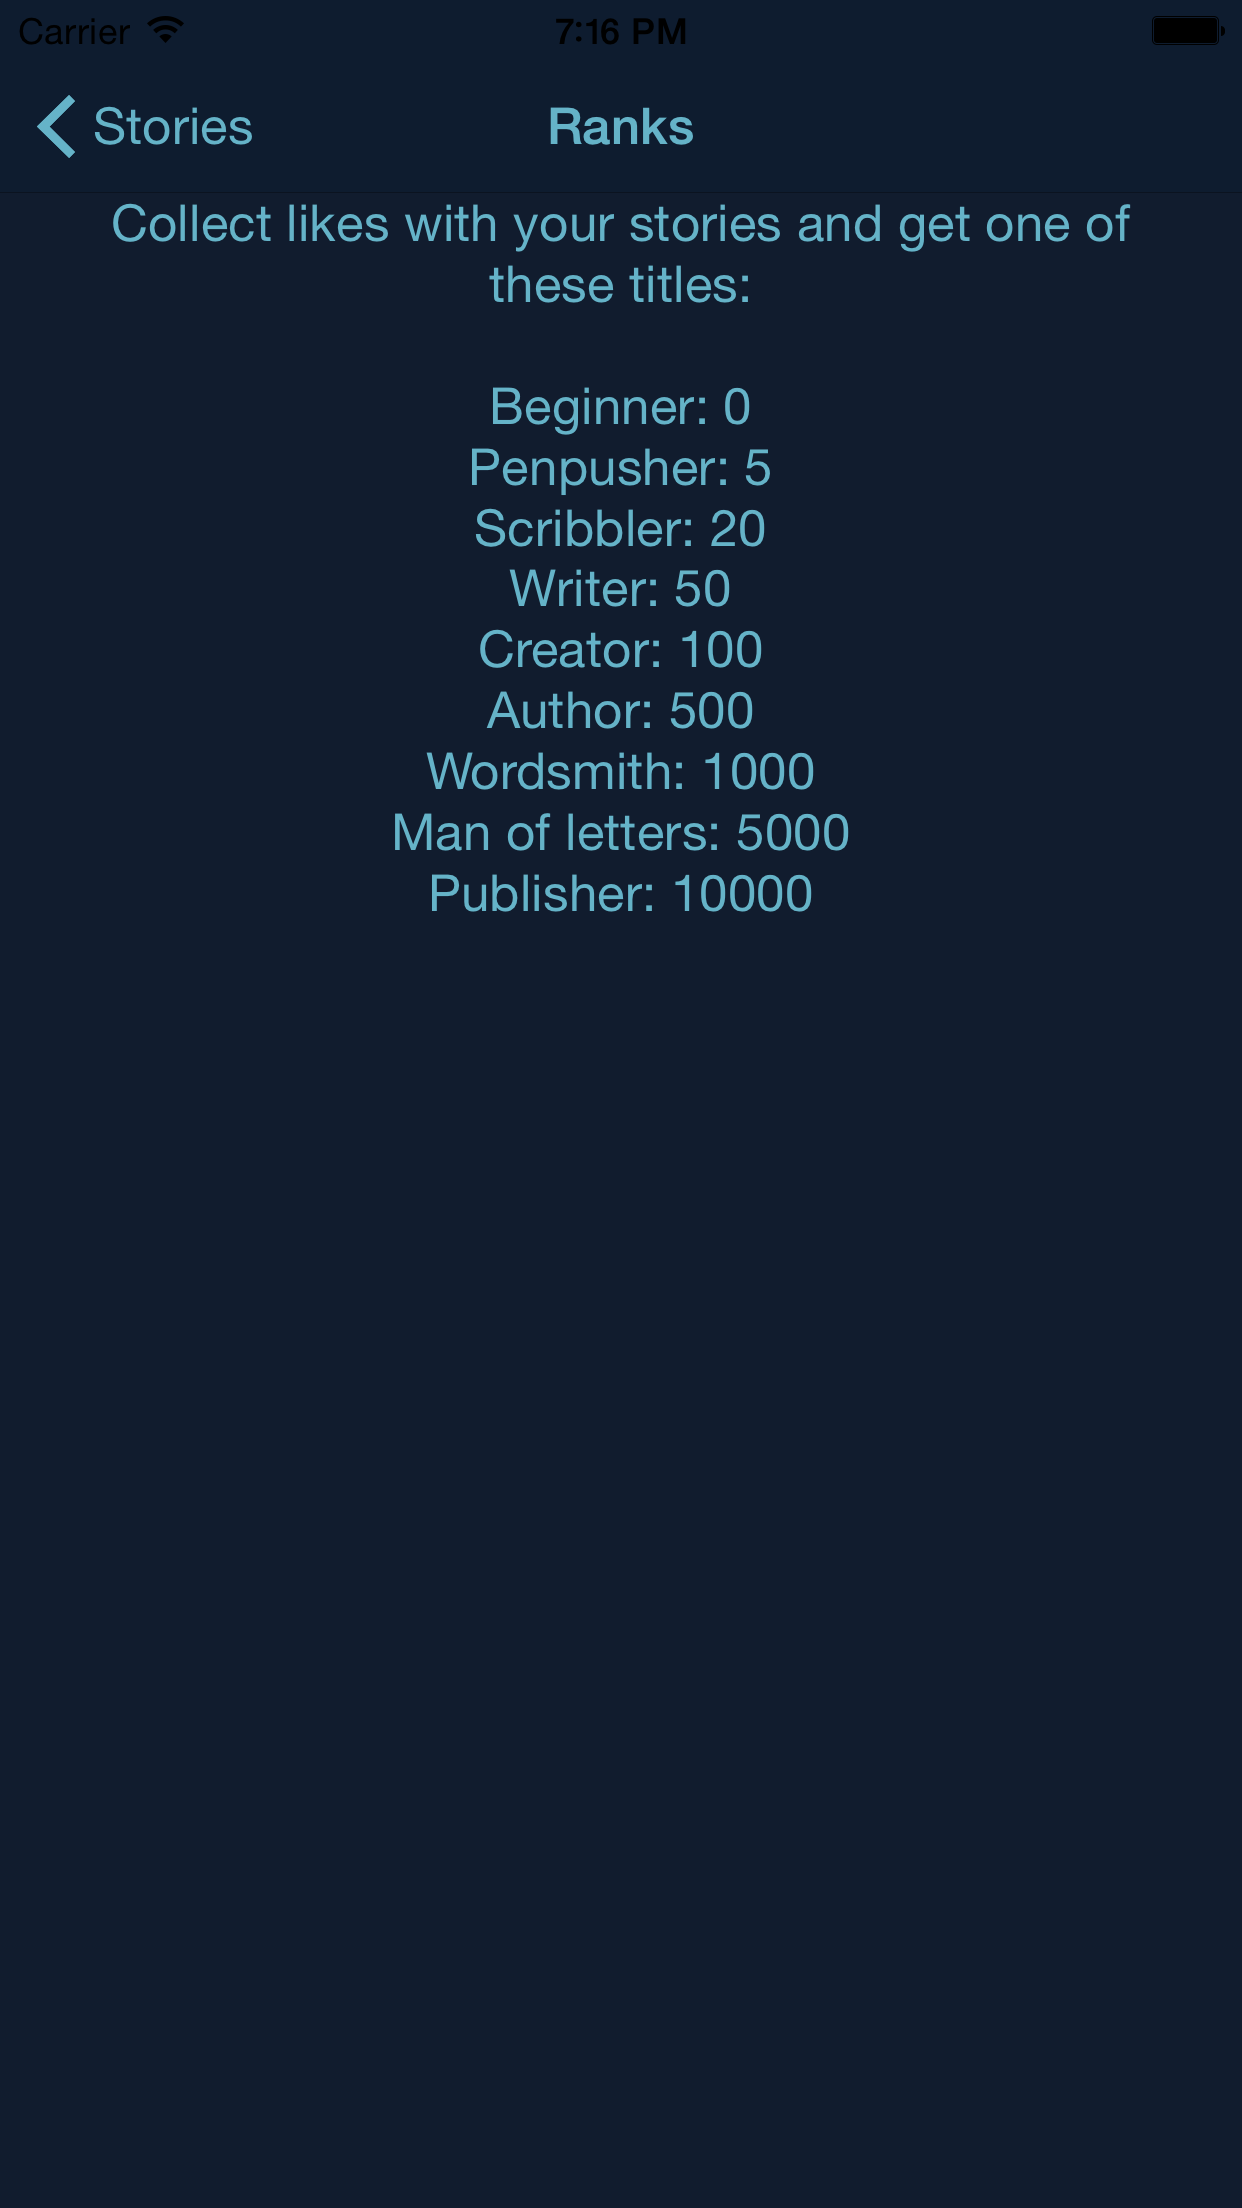 Carrier
7:16 PM
Stories
Ranks
Collect likes with your stories and get one of
these titles:
Beginner: 0
Penpusher: 5
Scribbler: 20
Writer: 50
Creator: 100
Author: 500
Wordsmith: 1000
Man of letters: 5000
Publisher: 10000